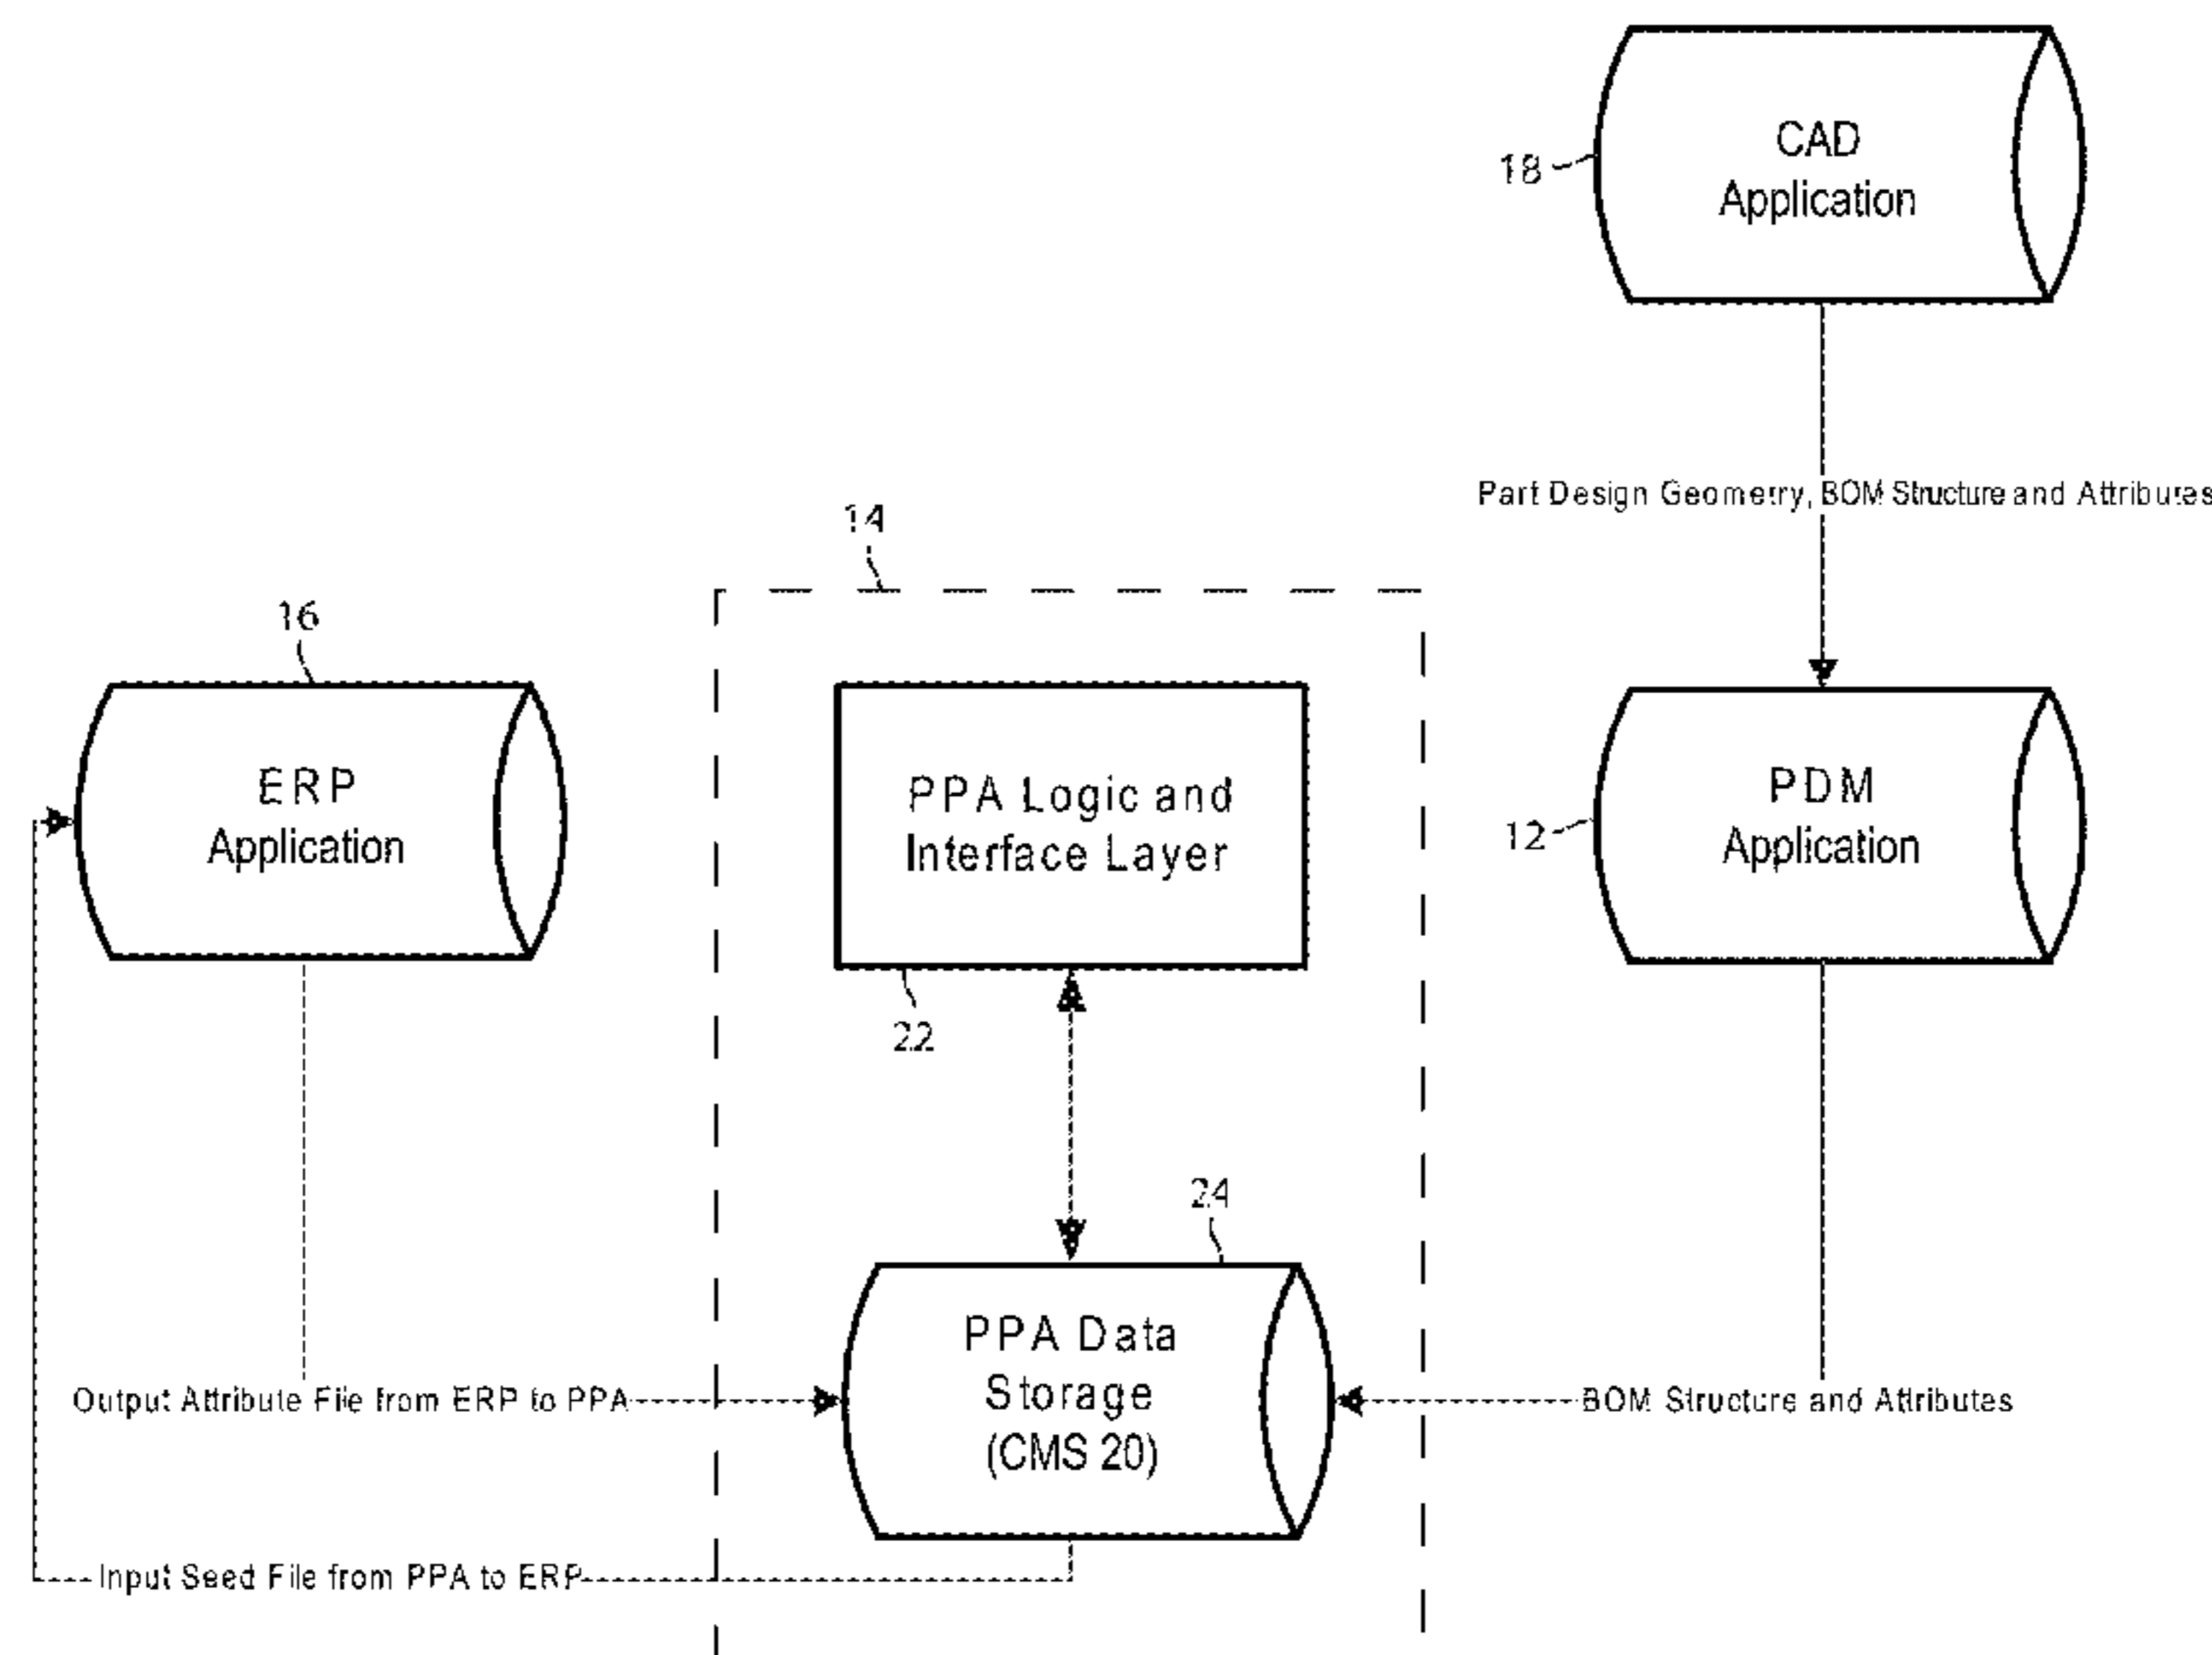 CAD
Application
18
Part Design Geometry, BOM Structure and Attributes
14
16
ERP
Application
PPA Logic and
Interface Layer
PDM
Application
12
22
24
PPA Data
Storage
(CMS 20)
Output Attribute File from ERP to PPA
BOM Structure and Attributes
Input Seed File from PPA to ERP